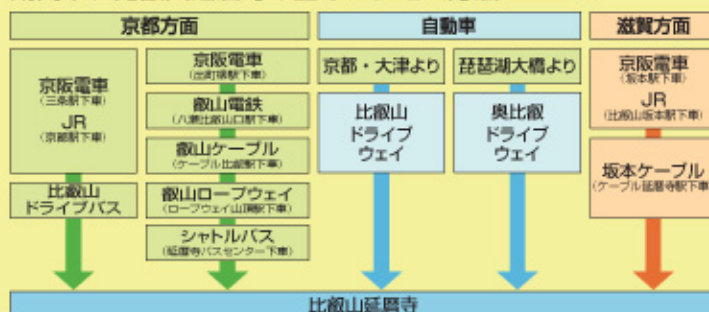 京都方面
京阪電車
(三条駅下車)
JR
(京都駅下車)
比叡山
ドライブバス
京阪電車
(出町柳駅下車)
叡山電鉄
(八瀬比叡山口駅下車)
叡山ケーブル
(ケーブル比叡駅下車)
叡山ロープウェイ
(ロープウェイ山頂駅下車)
シャトルバス
(延暦寺バスセンター下車)
自動車
京都・大津より
比叡山
ドライブ
ウェイ
琵琶湖大橋より
奥比叡
ドライブ
ウェイ
滋賀方面
京阪電車
(坂本駅下車)
JR
(比叡山坂本駅下車)
坂本ケーブル
(ケーブル延暦寺駅下車)
比叡山延暦寺